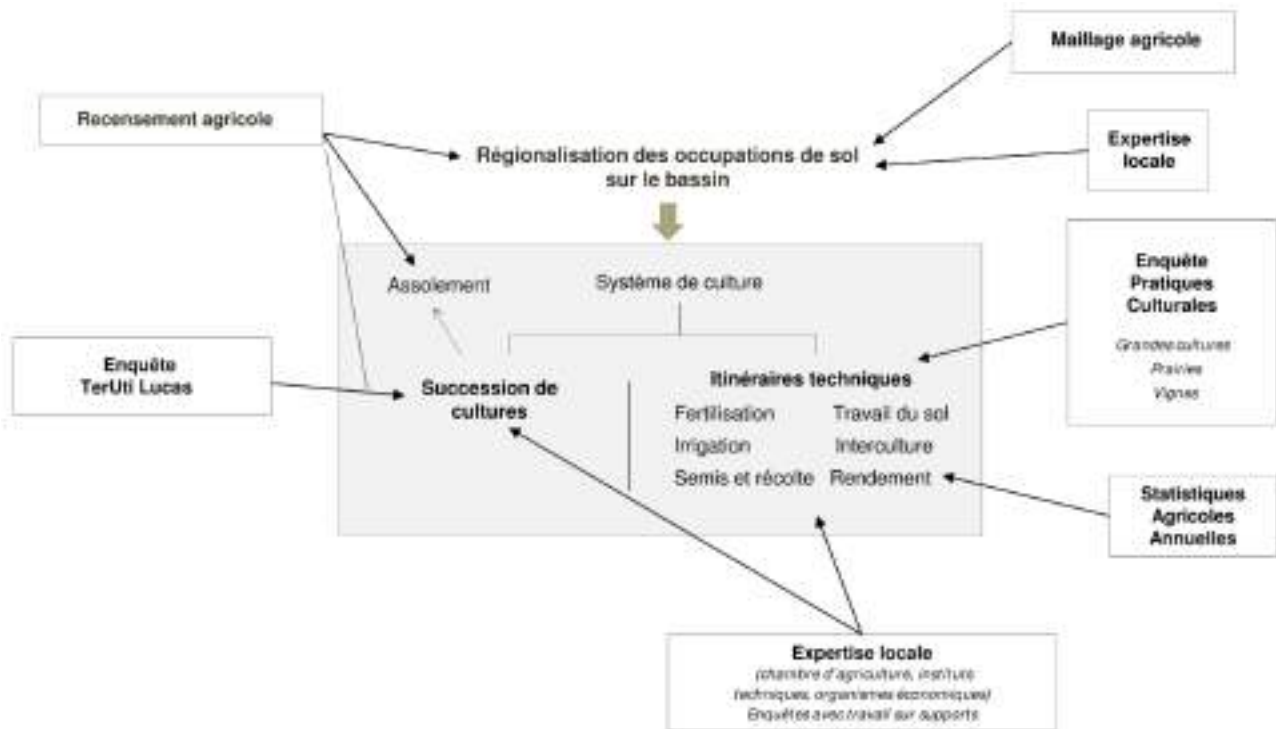 Maillage agricole
Recensement agricole
Expertise
locale
Régionalisation des occupations de sol
sur le bassin
Enquête
Pratiques
Culturales
Grandes cultures
Prairies
Vignes
Assolement
Système de culture
Enquête
TerUti Lucas
Succession de
cultures
Itinéraires techniques
Fertilisation Travail du sol
Irrigation Interculture
Semis et récolte Rendement
Statistiques
Agricoles
Annuelles
Expertise locale
(chambre d'agriculture, instituts
techniques, organismes économiques)
Enquêtes avec travail sur supports